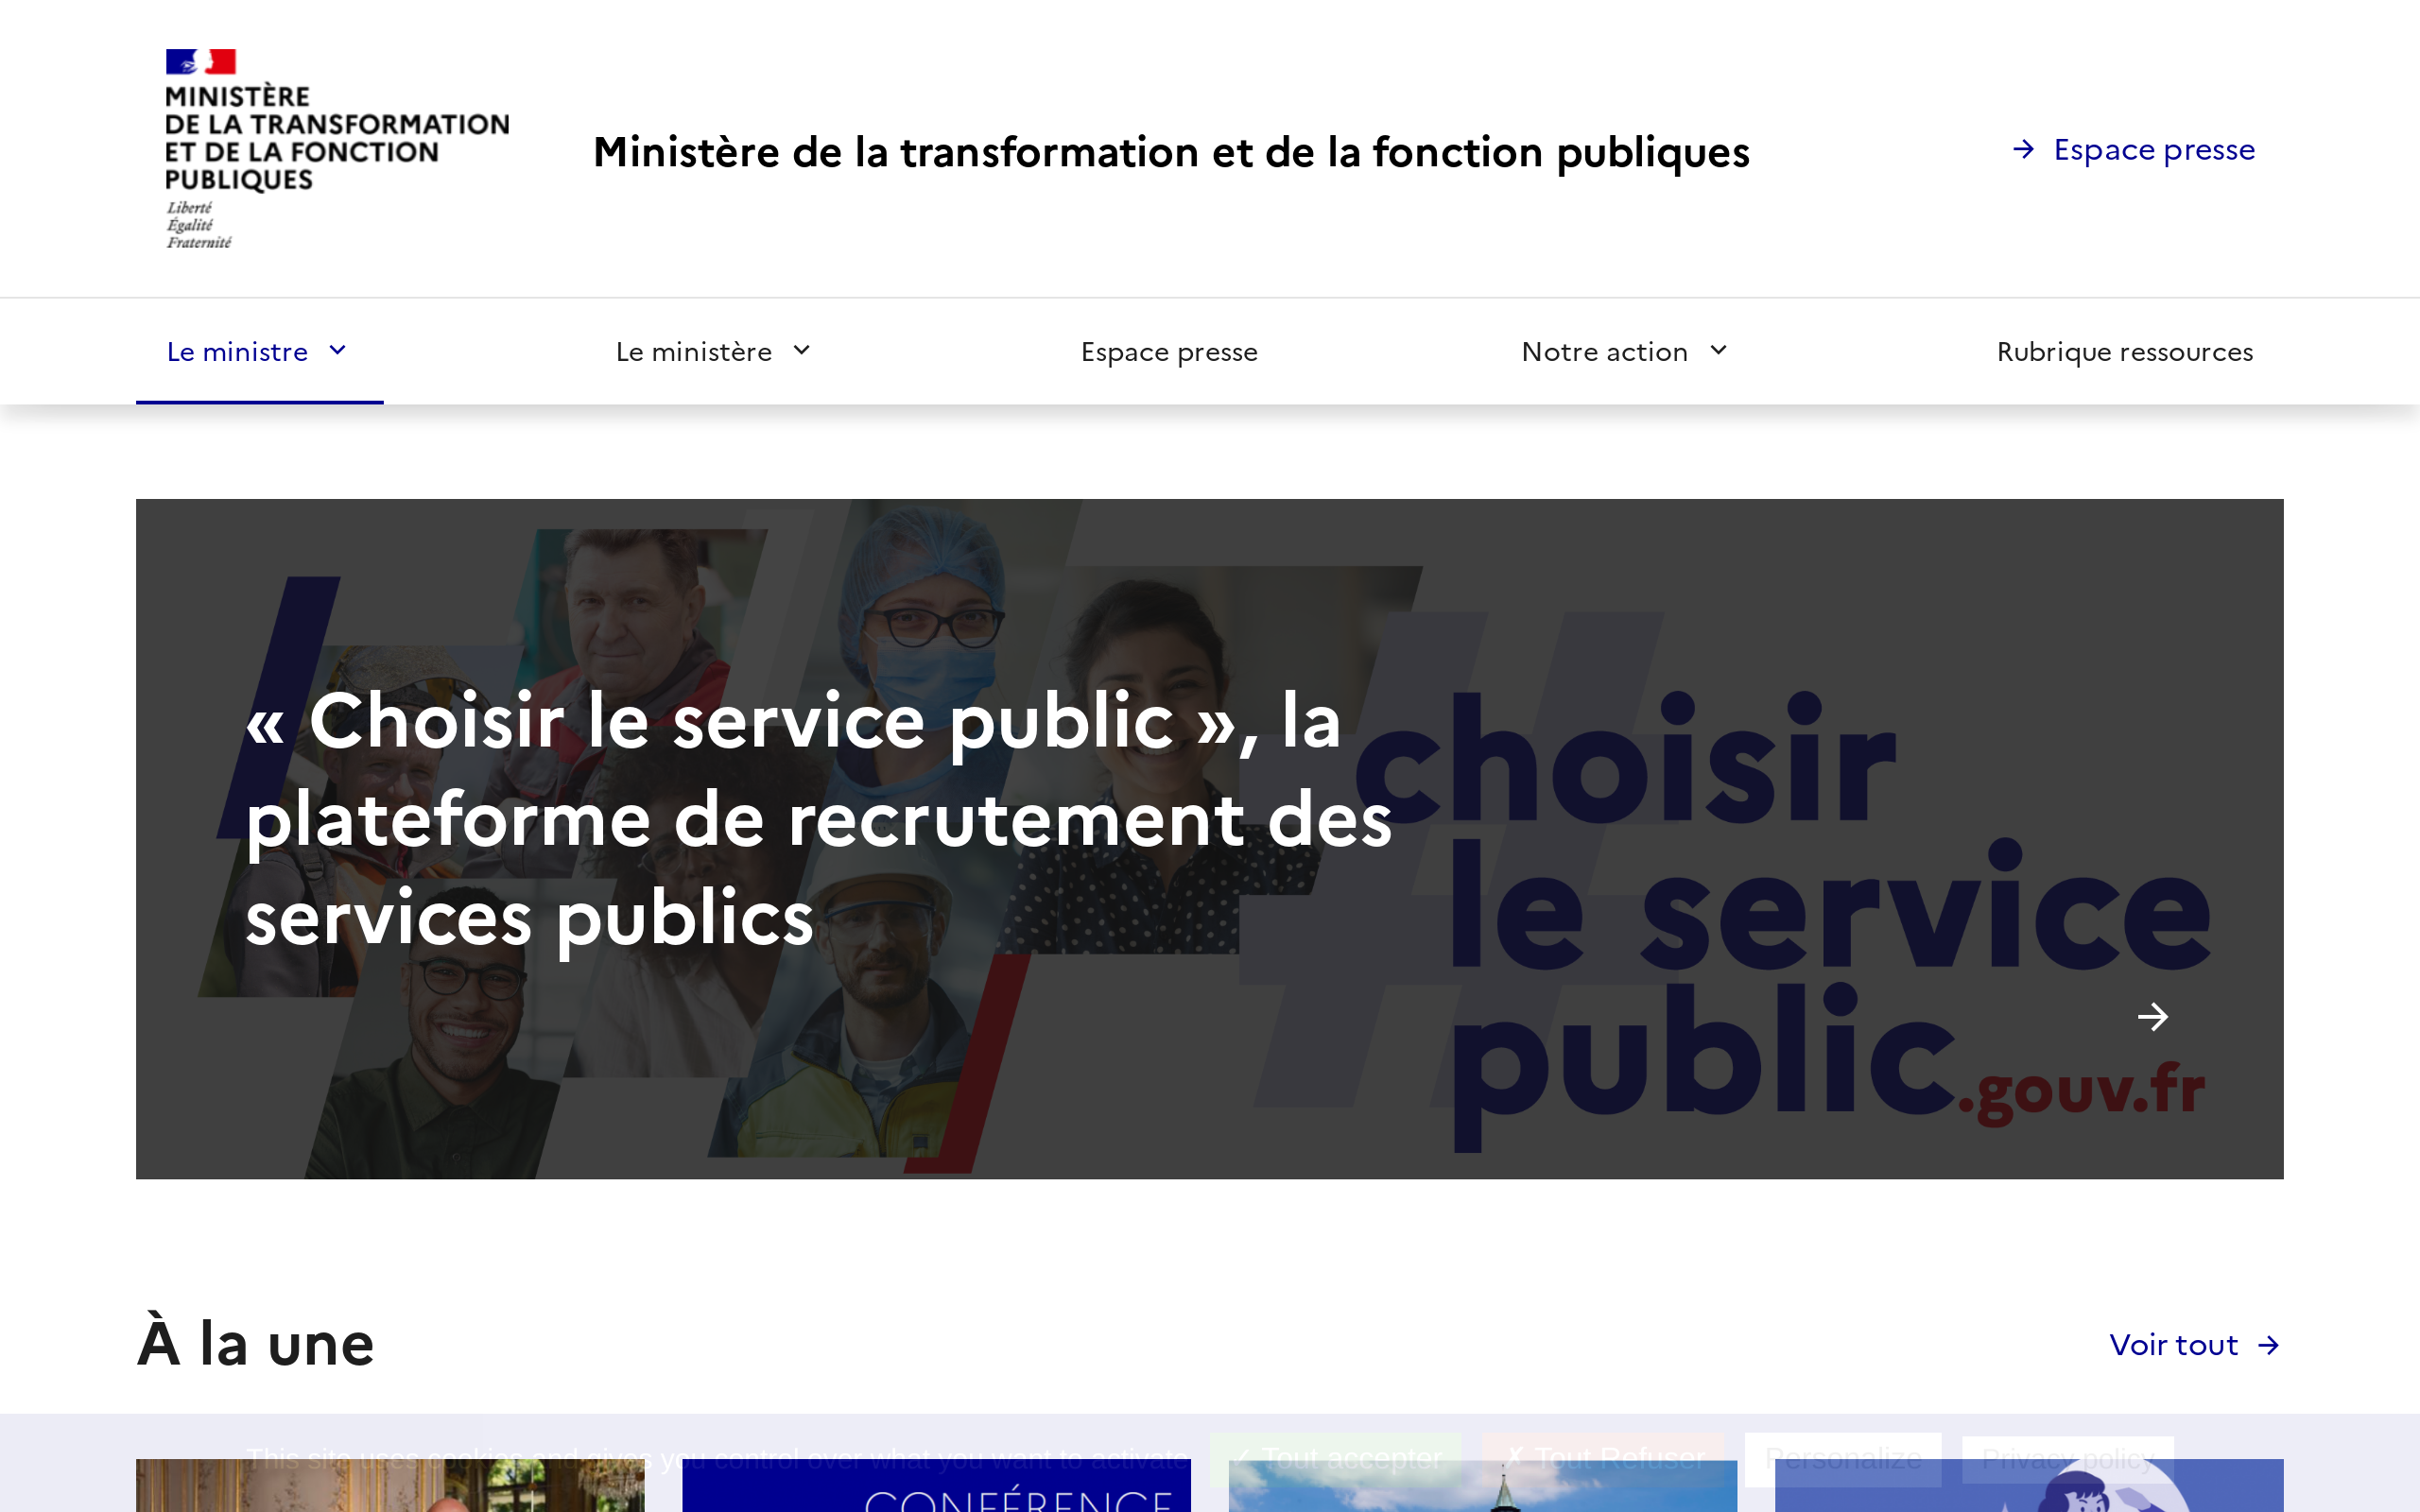 MINISTÈRE
DE LA TRANSFORMATION
ET DE LA FONCTION
PUBLIQUES
Liberté
Égalité
Fraternité
Ministère de la transformation et de la fonction publiques
Espace presse
Le ministre
Le ministère
Espace presse
Notre action
Rubrique ressources
« Choisir le service public », la
plateforme de recrutement des
services publics
choisir
le service
public.gouv.fr
À la une
Voir tout
This site uses cookies and gives you control over what you want to activate
✓ Tout accepter
✗ Tout Refuser
Personalize
Privacy policy
CONFÉRENCE